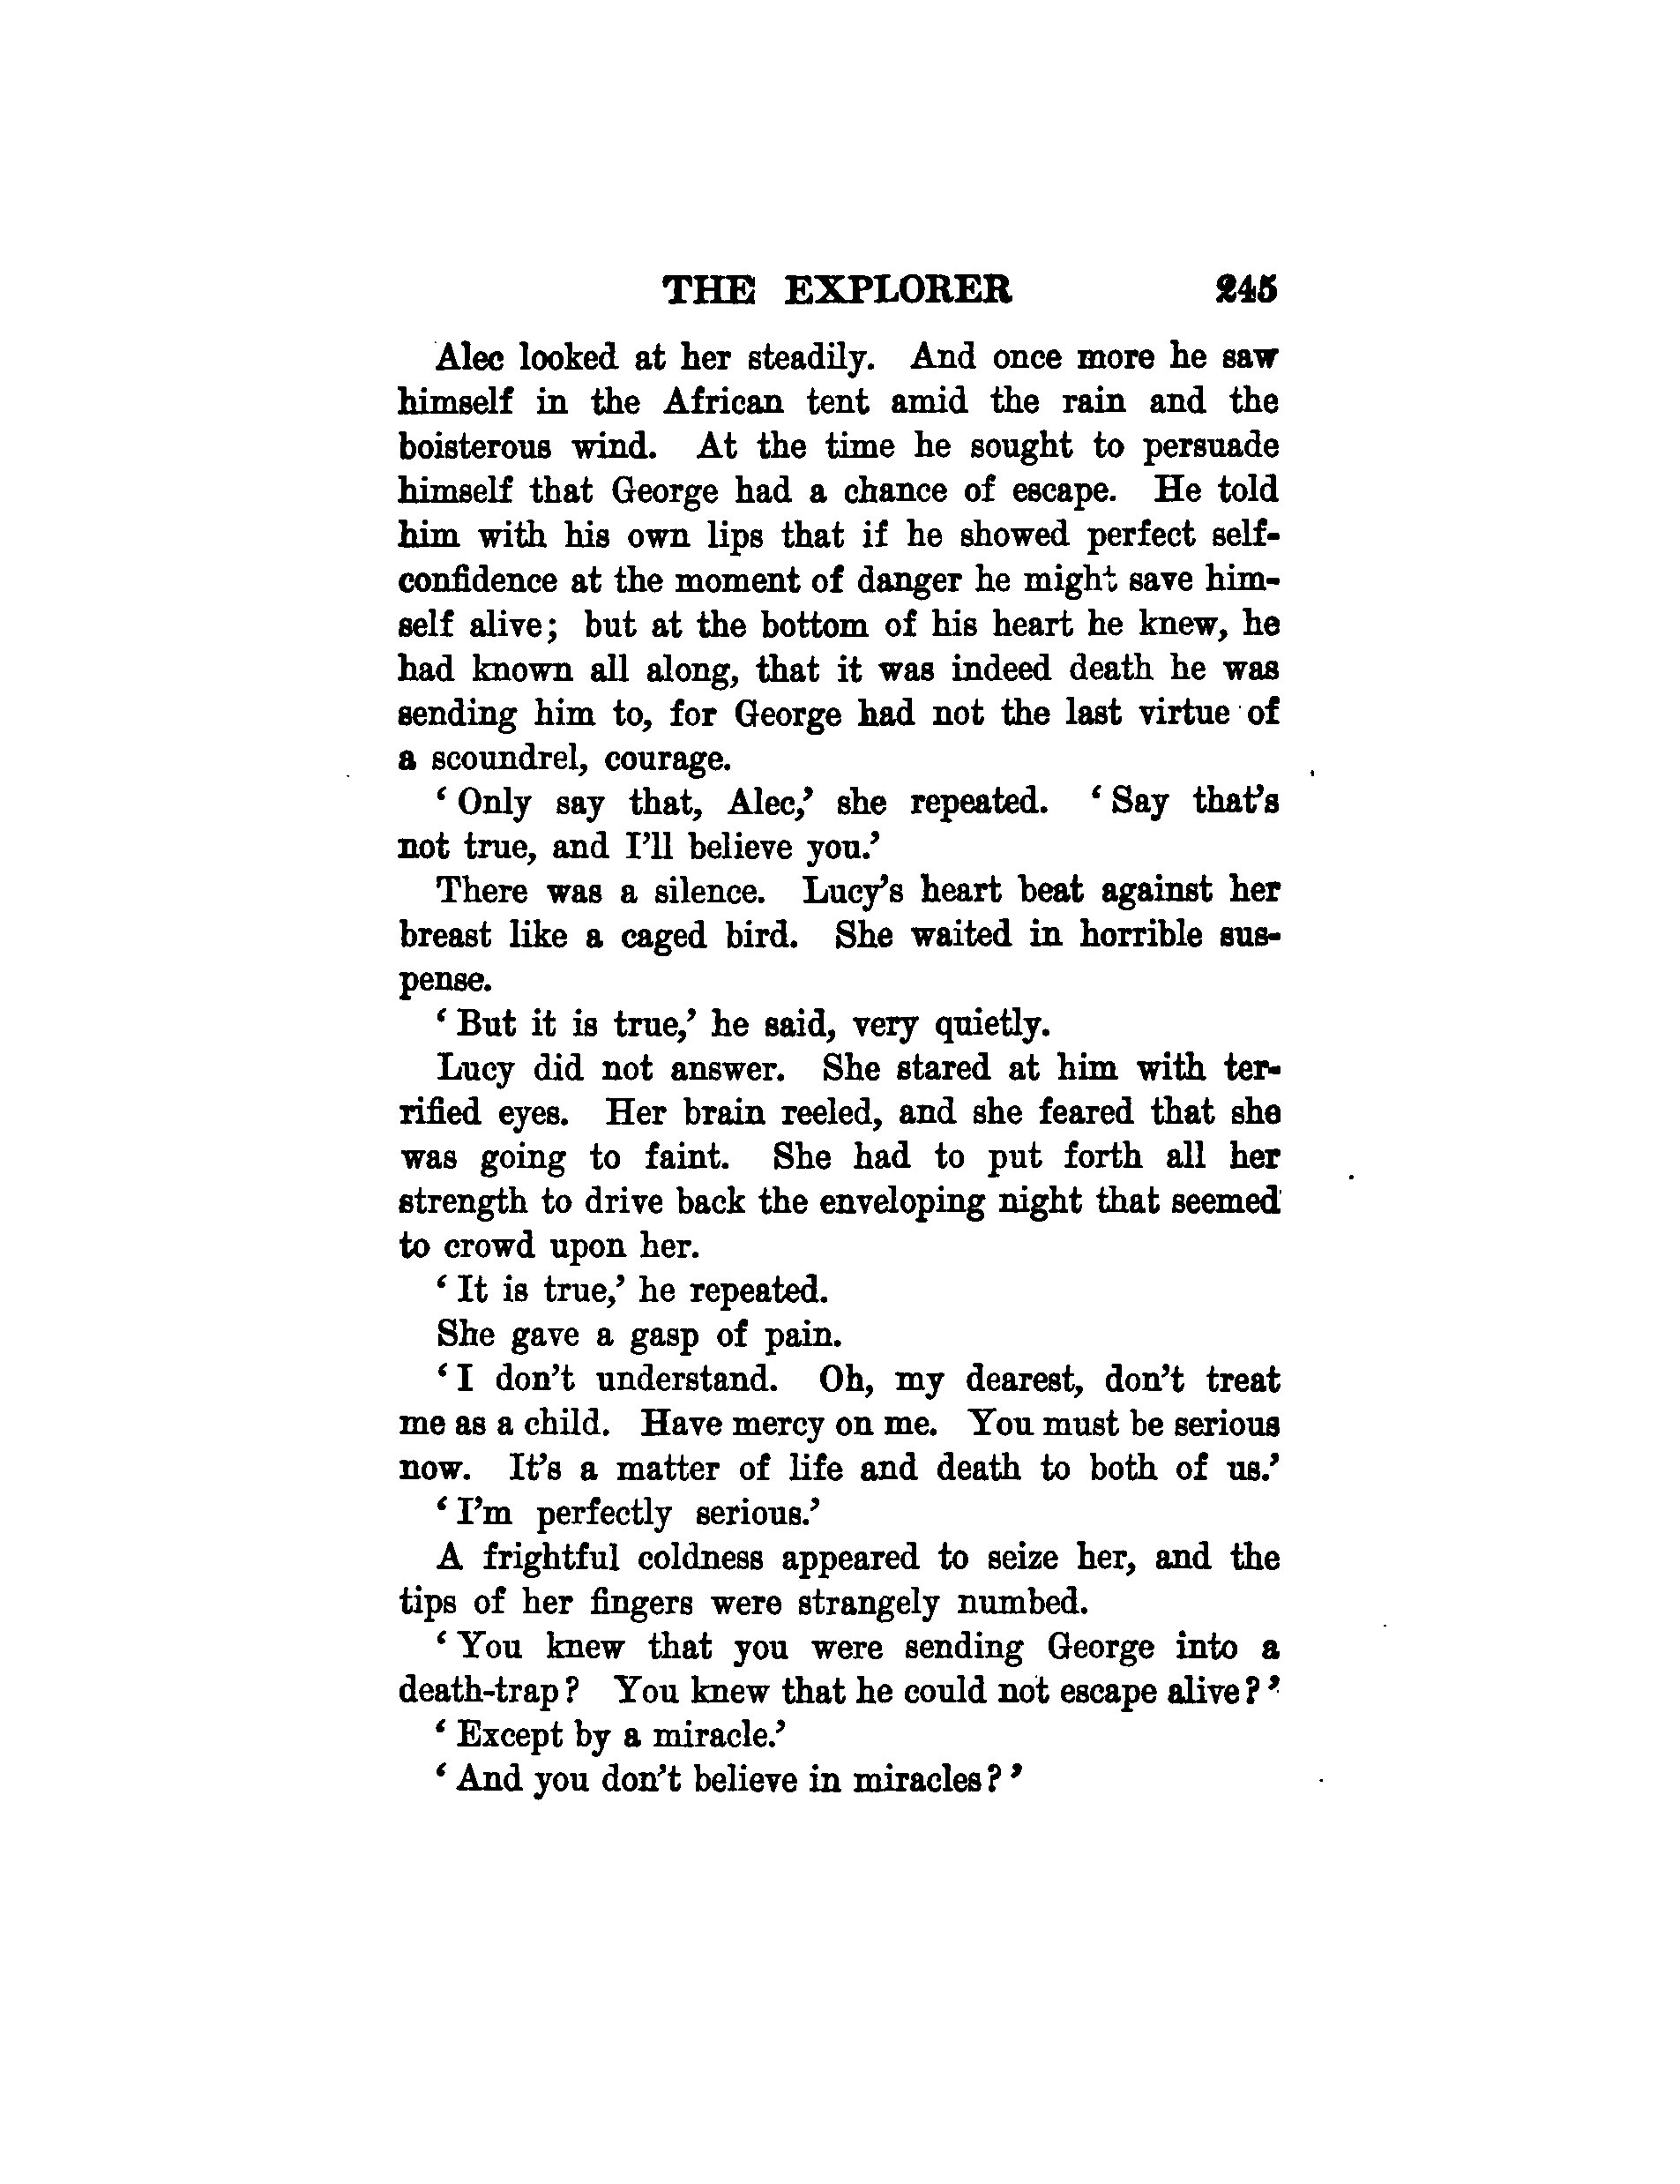 THE EXPLORER 245
Alec looked at her steadily. And once more he saw
himself in the African tent amid the rain and the
boisterous wind. At the time he sought to persuade
himself that George had a chance of escape. He told
him with his own lips that if he showed perfect self-
confidence at the moment of danger he might save him-
self alive; but at the bottom of his heart he knew, he
had known all along, that it was indeed death he was
sending him to, for George had not the last virtue of
a scoundrel, courage.
‘Only say that, Alec,’ she repeated. ‘Say that’s
not true, and I’ll believe you.’
There was a silence. Lucy’s heart beat against her
breast like a caged bird. She waited in horrible sus-
pense.
‘But it is true,’ he said, very quietly.
Lucy did not answer. She stared at him with ter-
rified eyes. Her brain reeled, and she feared that she
was going to faint. She had to put forth all her
strength to drive back the enveloping night that seemed
to crowd upon her.
‘It is true,’ he repeated.
She gave a gasp of pain.
‘I don’t understand. Oh, my dearest, don’t treat
me as a child. Have mercy on me. You must be serious
now. It’s a matter of life and death to both of us.’
‘I’m perfectly serious.’
A frightful coldness appeared to seize her, and the
tips of her fingers were strangely numbed.
‘You knew that you were sending George into a
death-trap? You knew that he could not escape alive?’
‘Except by a miracle.’
‘And you don’t believe in miracles?’